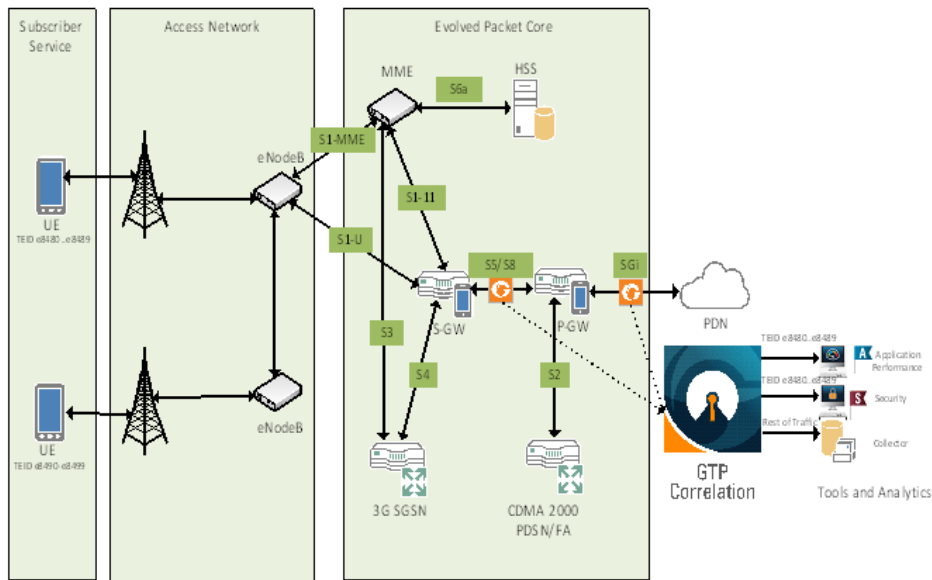 Subscriber
Service
Access Network
Evolved Packet Core
MME
HSS
S6a
S1-MME
eNodeB
S1-11
UE
TEID e8480..e8489
S1-U
S5/S8
SGi
S-GW
P-GW
PDN
S3
S4
S2
TEID e8480..e8489
A
Application
Performance
TEID e8480..e8489
S
Security
Rest of Traffic
Collector
eNodeB
UE
TEID e8490-e8499
GTP
Correlation
Tools and Analytics
3G SGSN
CDMA 2000
PDSN/FA